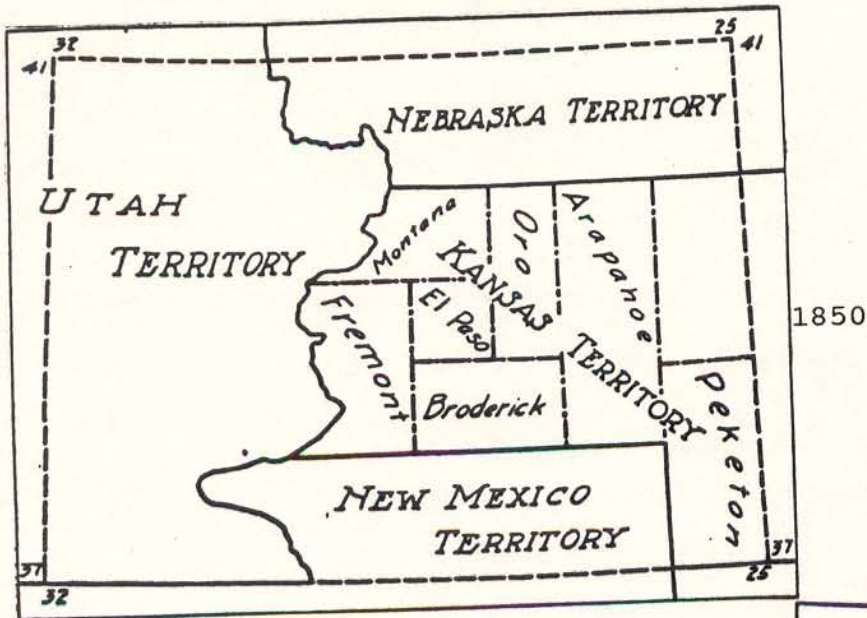 32
25
41
41
NEBRASKA TERRITORY
UTAH
TERRITORY
Montana
Oro
Arapahoe
KANSAS
TERRITORY
El Paso
Fremont
1850
Broderick
Peketon
NEW MEXICO
TERRITORY
37
37
32
25